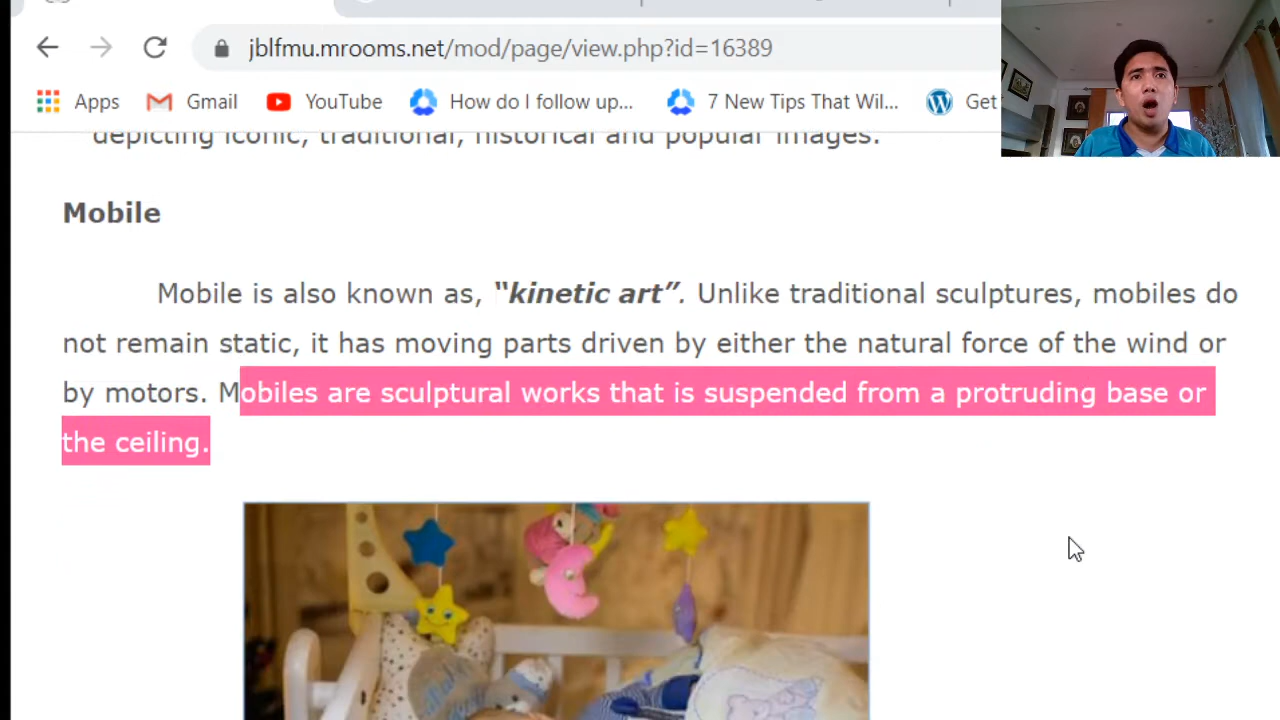 jblfmu.mrooms.net/mod/page/view.php?id=16389
Apps Gmail YouTube How do I follow up... 7 New Tips That Wil... Get
depicting iconic, traditional, historical and popular images.
Mobile
Mobile is also known as, “kinetic art”. Unlike traditional sculptures, mobiles do
not remain static, it has moving parts driven by either the natural force of the wind or
by motors. Mobiles are sculptural works that is suspended from a protruding base or
the ceiling.